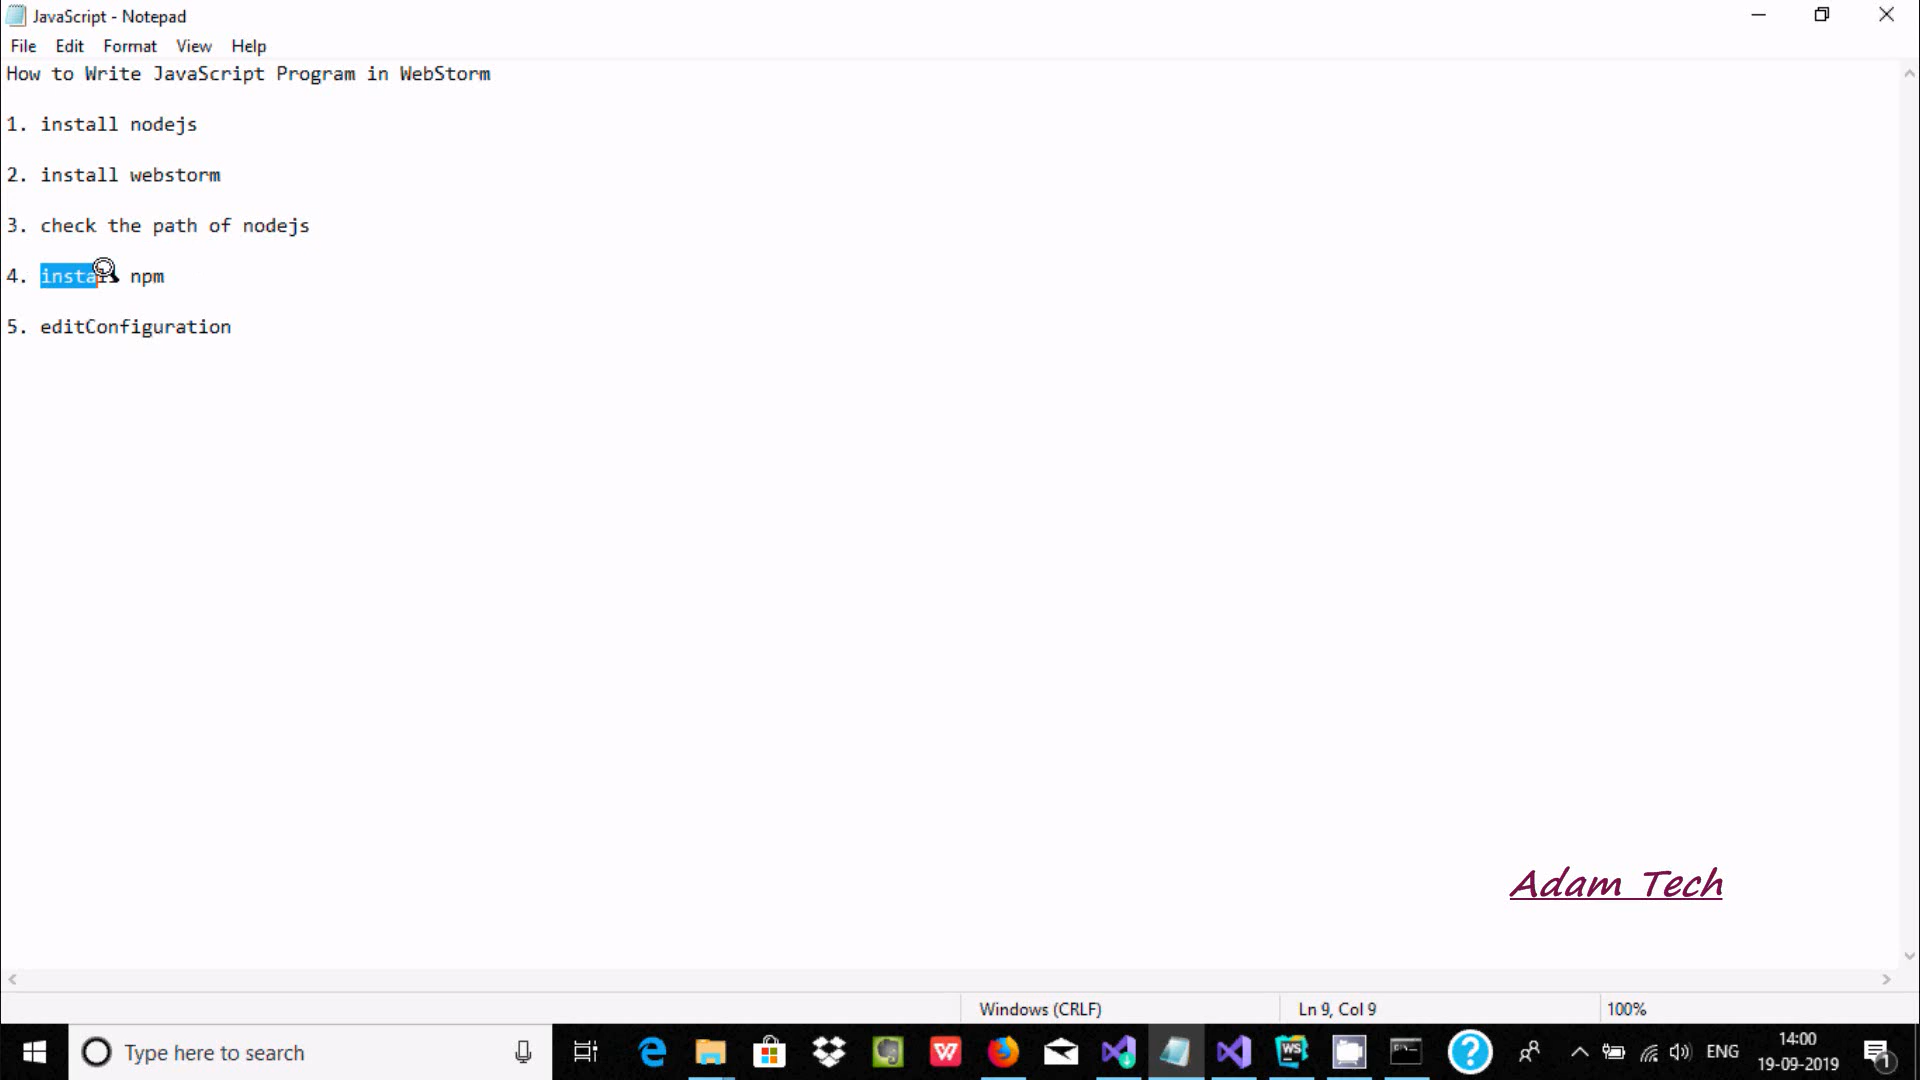 JavaScript - Notepad
File Edit Format View Help
How to Write JavaScript Program in WebStorm
1. install nodejs
2. install webstorm
3. check the path of nodejs
4. install npm
5. editConfiguration
Adam Tech
Windows (CRLF) Ln 9, Col 9 100%
Type here to search
WS
ENG
14:00
19-09-2019
1